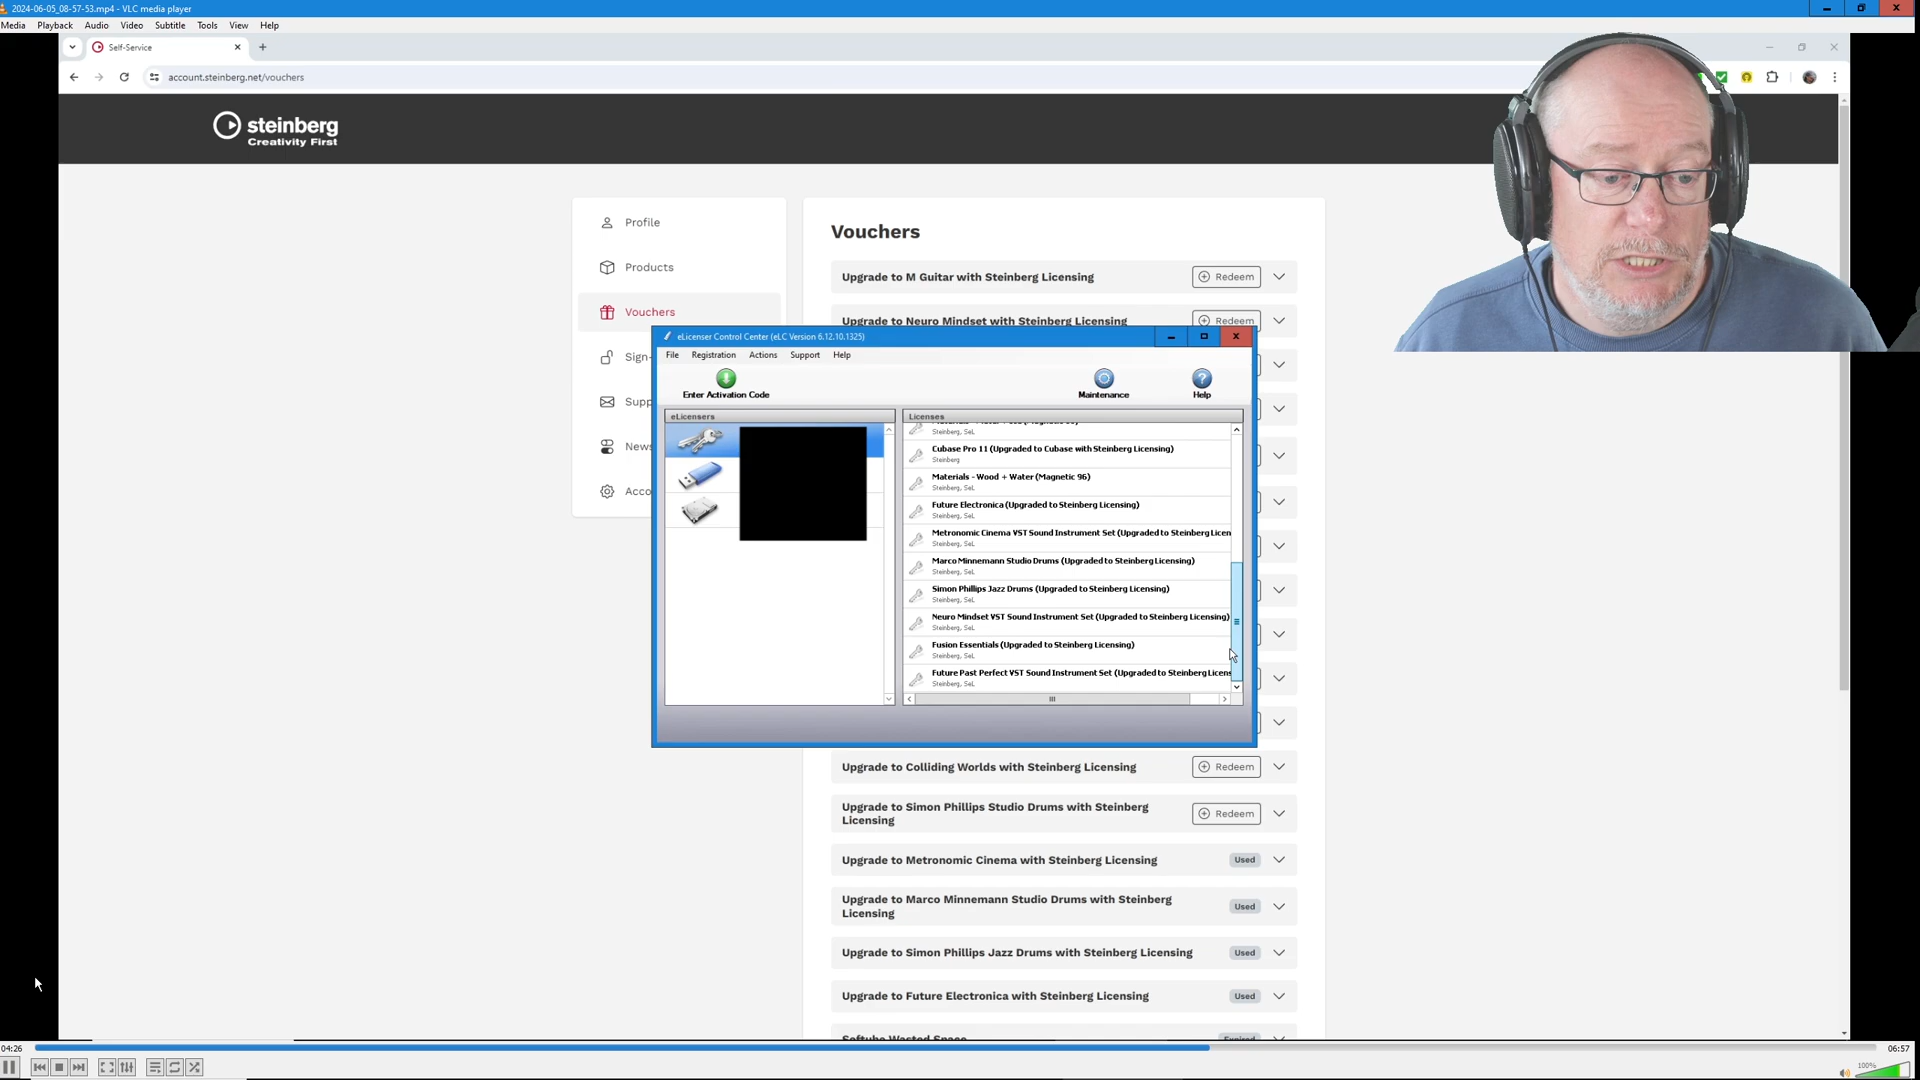 2024-06-05_08-57-53.mp4 - VLC media player
Media Playback Audio Video Subtitle Tools View Help
Self-Service
account.steinberg.net/vouchers
steinberg
Creativity First
Profile
Products
Vouchers
Sign-
Supp
News
Acco
Vouchers
Upgrade to M Guitar with Steinberg Licensing
Redeem
Upgrade to Neuro Mindset with Steinberg Licensing
Redeem
eLicenser Control Center (eLC Version 6.12.10.1325)
File Registration Actions Support Help
Enter Activation Code
Maintenance
Help
eLicensers
Licenses
Steinberg, SeL
Cubase Pro 11 (Upgraded to Cubase with Steinberg Licensing)
Steinberg
Materials - Wood + Water (Magnetic 96)
Steinberg, SeL
Future Electronica (Upgraded to Steinberg Licensing)
Steinberg, SeL
Metronomic Cinema VST Sound Instrument Set (Upgraded to Steinberg Licen
Steinberg, SeL
Marco Minnemann Studio Drums (Upgraded to Steinberg Licensing)
Steinberg, SeL
Simon Phillips Jazz Drums (Upgraded to Steinberg Licensing)
Steinberg, SeL
Neuro Mindset VST Sound Instrument Set (Upgraded to Steinberg Licensing)
Steinberg, SeL
Fusion Essentials (Upgraded to Steinberg Licensing)
Steinberg, SeL
Future Past Perfect VST Sound Instrument Set (Upgraded to Steinberg Licens
Steinberg, SeL
Upgrade to Colliding Worlds with Steinberg Licensing
Redeem
Upgrade to Simon Phillips Studio Drums with Steinberg
Licensing
Redeem
Upgrade to Metronomic Cinema with Steinberg Licensing
Used
Upgrade to Marco Minnemann Studio Drums with Steinberg
Licensing
Used
Upgrade to Simon Phillips Jazz Drums with Steinberg Licensing
Used
Upgrade to Future Electronica with Steinberg Licensing
Used
Softube Wasted Space
04:26
06:57
100%